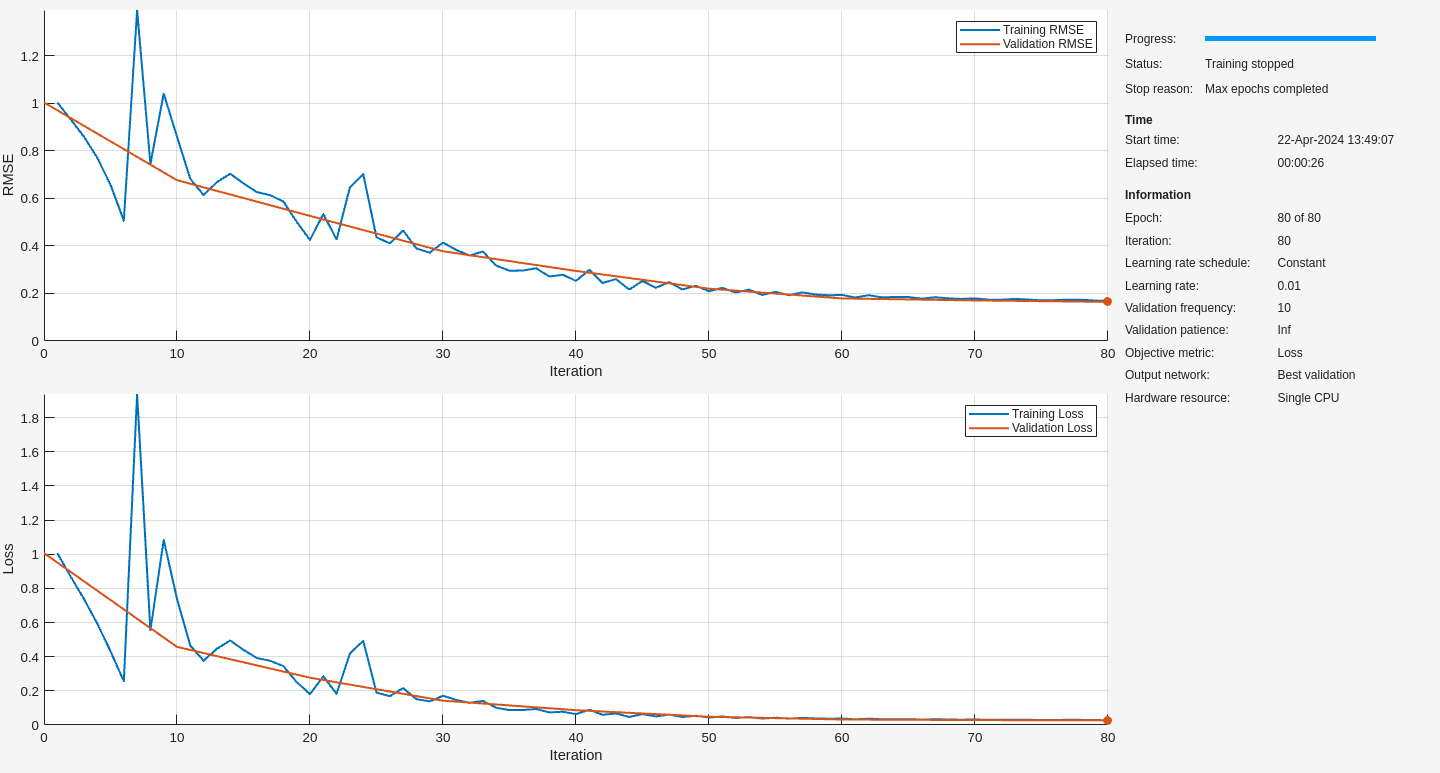 Training RMSE
Validation RMSE
1.2
1
0.8
0.6
0.4
0.2
0
RMSE
0 10 20 30 40 50 60 70 80
Iteration
Training Loss
Validation Loss
1.8
1.6
1.4
1.2
1
0.8
0.6
0.4
0.2
0
Loss
0 10 20 30 40 50 60 70 80
Iteration
Progress:
Status: Training stopped
Stop reason: Max epochs completed
Time
Start time: 22-Apr-2024 13:49:07
Elapsed time: 00:00:26
Information
Epoch: 80 of 80
Iteration: 80
Learning rate schedule: Constant
Learning rate: 0.01
Validation frequency: 10
Validation patience: Inf
Objective metric: Loss
Output network: Best validation
Hardware resource: Single CPU